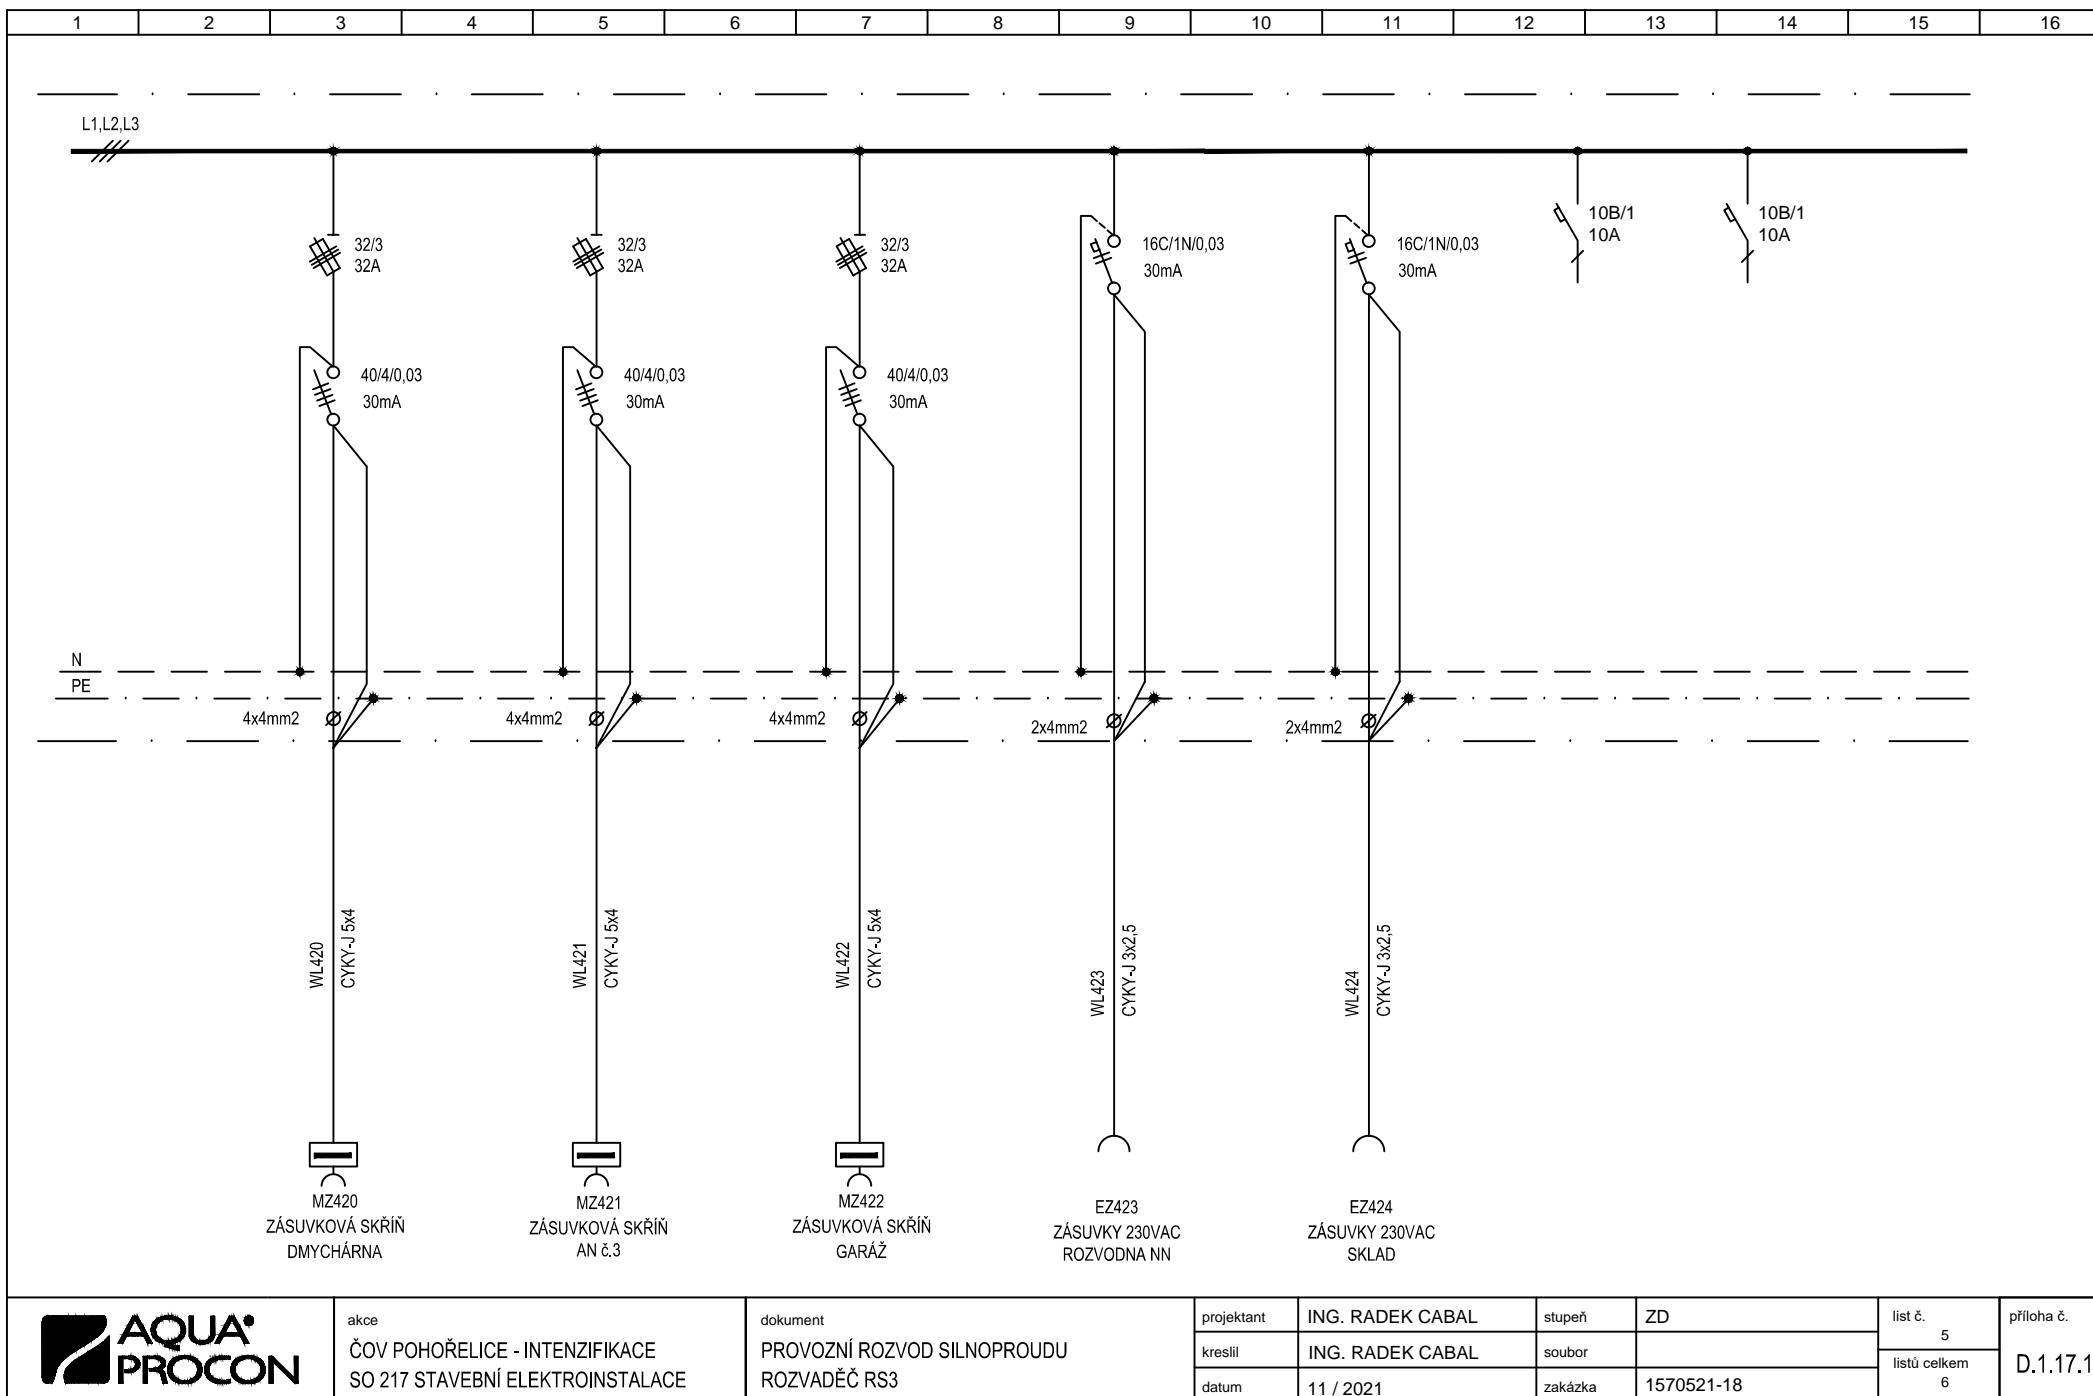 1 2 3 4 5 6 7 8 9 10 11 12 13 14 15 16
L1,L2,L3
32/3
32A
32/3
32A
32/3
32A
16C/1N/0,03
30mA
16C/1N/0,03
30mA
10B/1
10A
10B/1
10A
40/4/0,03
30mA
40/4/0,03
30mA
40/4/0,03
30mA
N
PE
4x4mm2
4x4mm2
4x4mm2
2x4mm2
2x4mm2
WL420
CYKY-J 5x4
WL421
CYKY-J 5x4
WL422
CYKY-J 5x4
WL423
CYKY-J 3x2,5
WL424
CYKY-J 3x2,5
MZ420
ZÁSUVKOVÁ SKŘÍŇ
DMYCHÁRNA
MZ421
ZÁSUVKOVÁ SKŘÍŇ
AN č.3
MZ422
ZÁSUVKOVÁ SKŘÍŇ
GARÁŽ
EZ423
ZÁSUVKY 230VAC
ROZVODNA NN
EZ424
ZÁSUVKY 230VAC
SKLAD
AQUA
PROCON
akce
ČOV POHOŘELICE - INTENZIFIKACE
SO 217 STAVEBNÍ ELEKTROINSTALACE
dokument
PROVOZNÍ ROZVOD SILNOPROUDU
ROZVADĚČ RS3
projektant ING. RADEK CABAL stupeň ZD
kreslil ING. RADEK CABAL soubor
datum 11 / 2021 zakázka 1570521-18
list č.
5
listů celkem
6
příloha č.
D.1.17.1